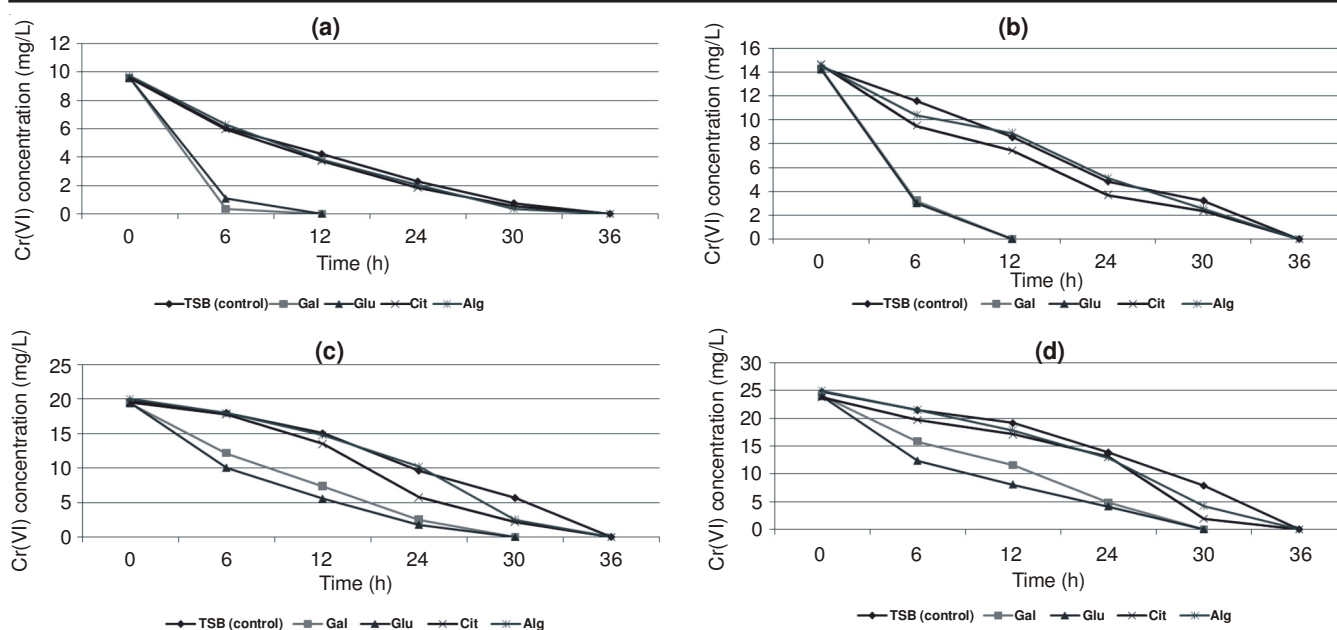 (a)
Cr(VI) concentration (mg/L)
12
10
8
6
4
2
0
0 6 12 24 30 36
Time (h)
TSB (control) Gal Glu Cit Alg
(b)
Cr(VI) concentration (mg/L)
16
14
12
10
8
6
4
2
0
0 6 12 24 30 36
Time (h)
TSB (control) Gal Glu Cit Alg
(c)
Cr(VI) concentration (mg/L)
25
20
15
10
5
0
0 6 12 24 30 36
Time (h)
TSB (control) Gal Glu Cit Alg
(d)
Cr(VI) concentration (mg/L)
30
25
20
15
10
5
0
0 6 12 24 30 36
Time (h)
TSB (control) Gal Glu Cit Alg